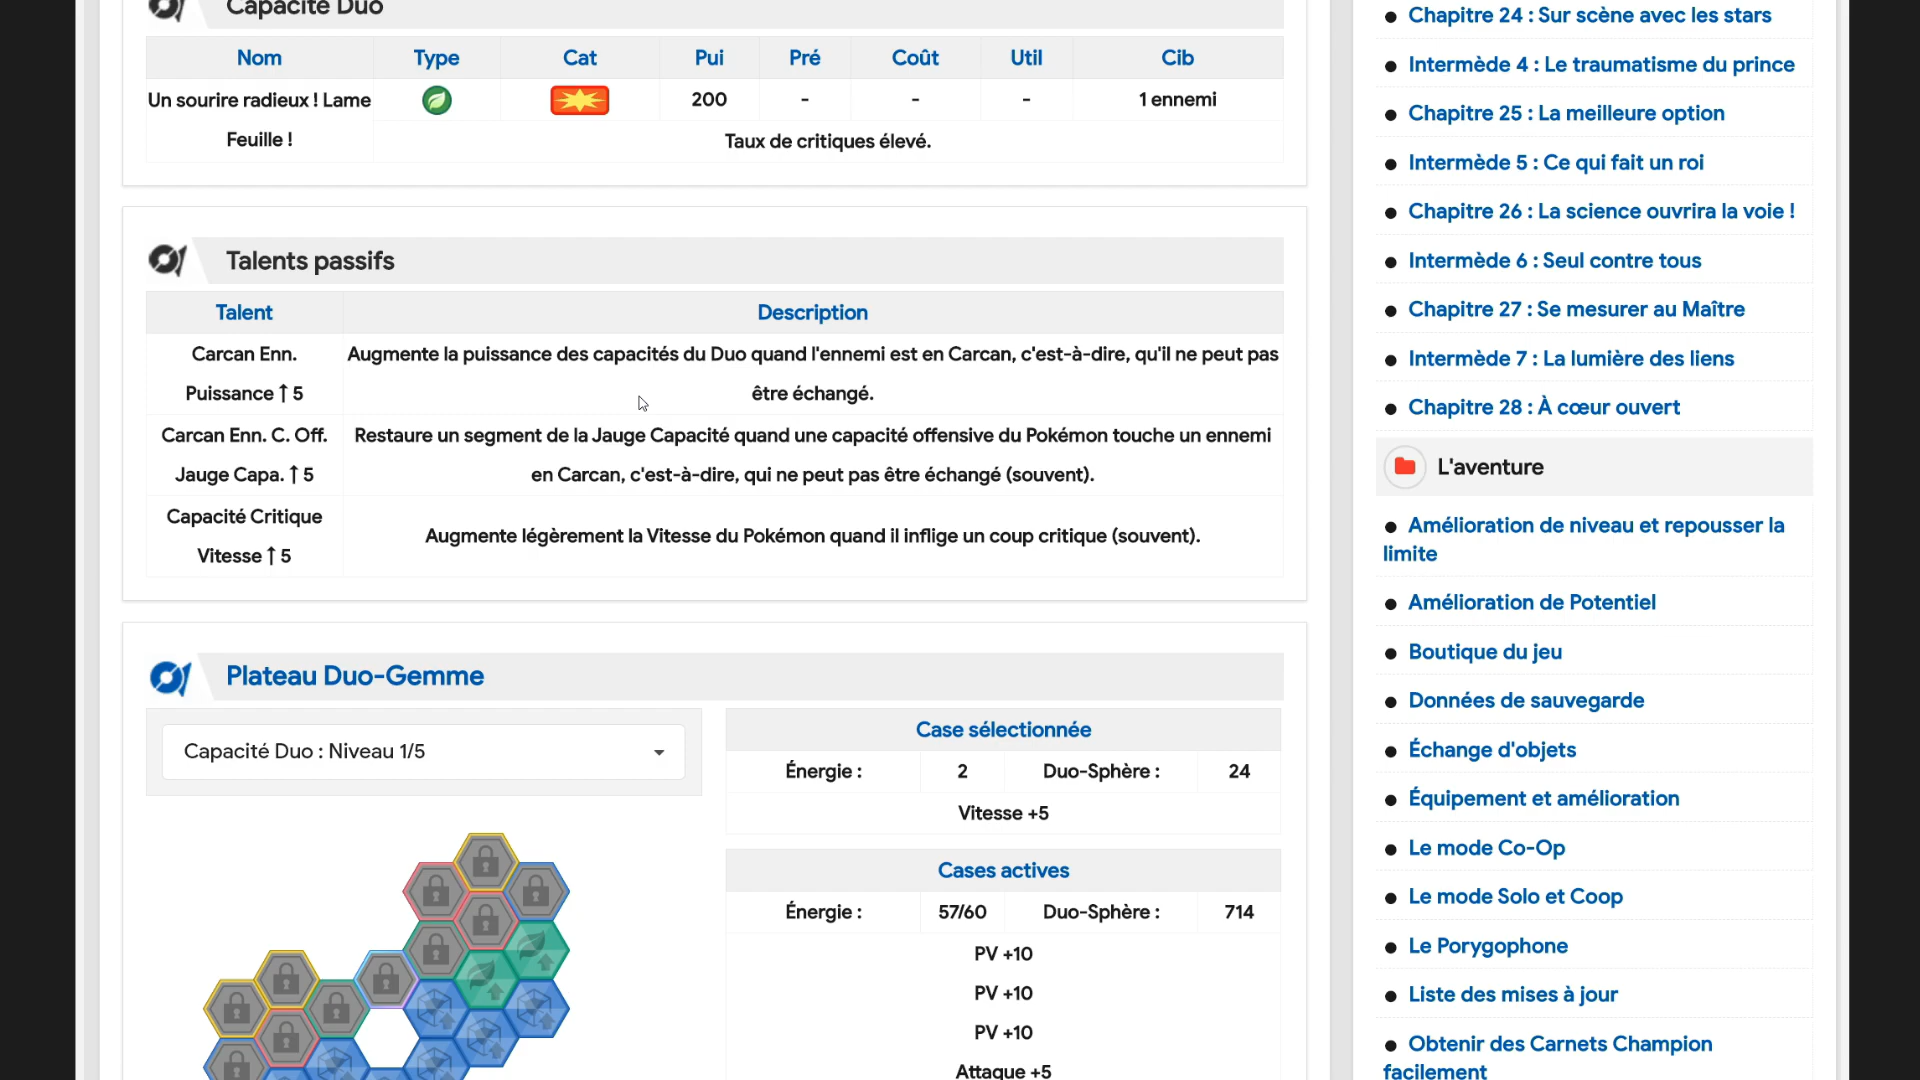 Capacité Duo
Nom Type Cat Pui Pré Coût Util Cib
Un sourire radieux ! Lame Feuille ! 200 - - - 1 ennemi
Taux de critiques élevé.
Talents passifs
Talent Description
Carcan Enn. Puissance ↑ 5
Augmente la puissance des capacités du Duo quand l'ennemi est en Carcan, c'est-à-dire, qu'il ne peut pas
être échangé.
Carcan Enn. C. Off. Jauge Capa. ↑ 5
Restaure un segment de la Jauge Capacité quand une capacité offensive du Pokémon touche un ennemi
en Carcan, c'est-à-dire, qui ne peut pas être échangé (souvent).
Capacité Critique Vitesse ↑ 5
Augmente légèrement la Vitesse du Pokémon quand il inflige un coup critique (souvent).
Plateau Duo-Gemme
Capacité Duo : Niveau 1/5
Case sélectionnée
Énergie : 2 Duo-Sphère : 24
Vitesse +5
Cases actives
Énergie : 57/60 Duo-Sphère : 714
PV +10
PV +10
PV +10
Attaque +5
Chapitre 24 : Sur scène avec les stars
Intermède 4 : Le traumatisme du prince
Chapitre 25 : La meilleure option
Intermède 5 : Ce qui fait un roi
Chapitre 26 : La science ouvrira la voie !
Intermède 6 : Seul contre tous
Chapitre 27 : Se mesurer au Maître
Intermède 7 : La lumière des liens
Chapitre 28 : À cœur ouvert
L'aventure
Amélioration de niveau et repousser la
limite
Amélioration de Potentiel
Boutique du jeu
Données de sauvegarde
Échange d'objets
Équipement et amélioration
Le mode Co-Op
Le mode Solo et Coop
Le Porygophone
Liste des mises à jour
Obtenir des Carnets Champion
facilement